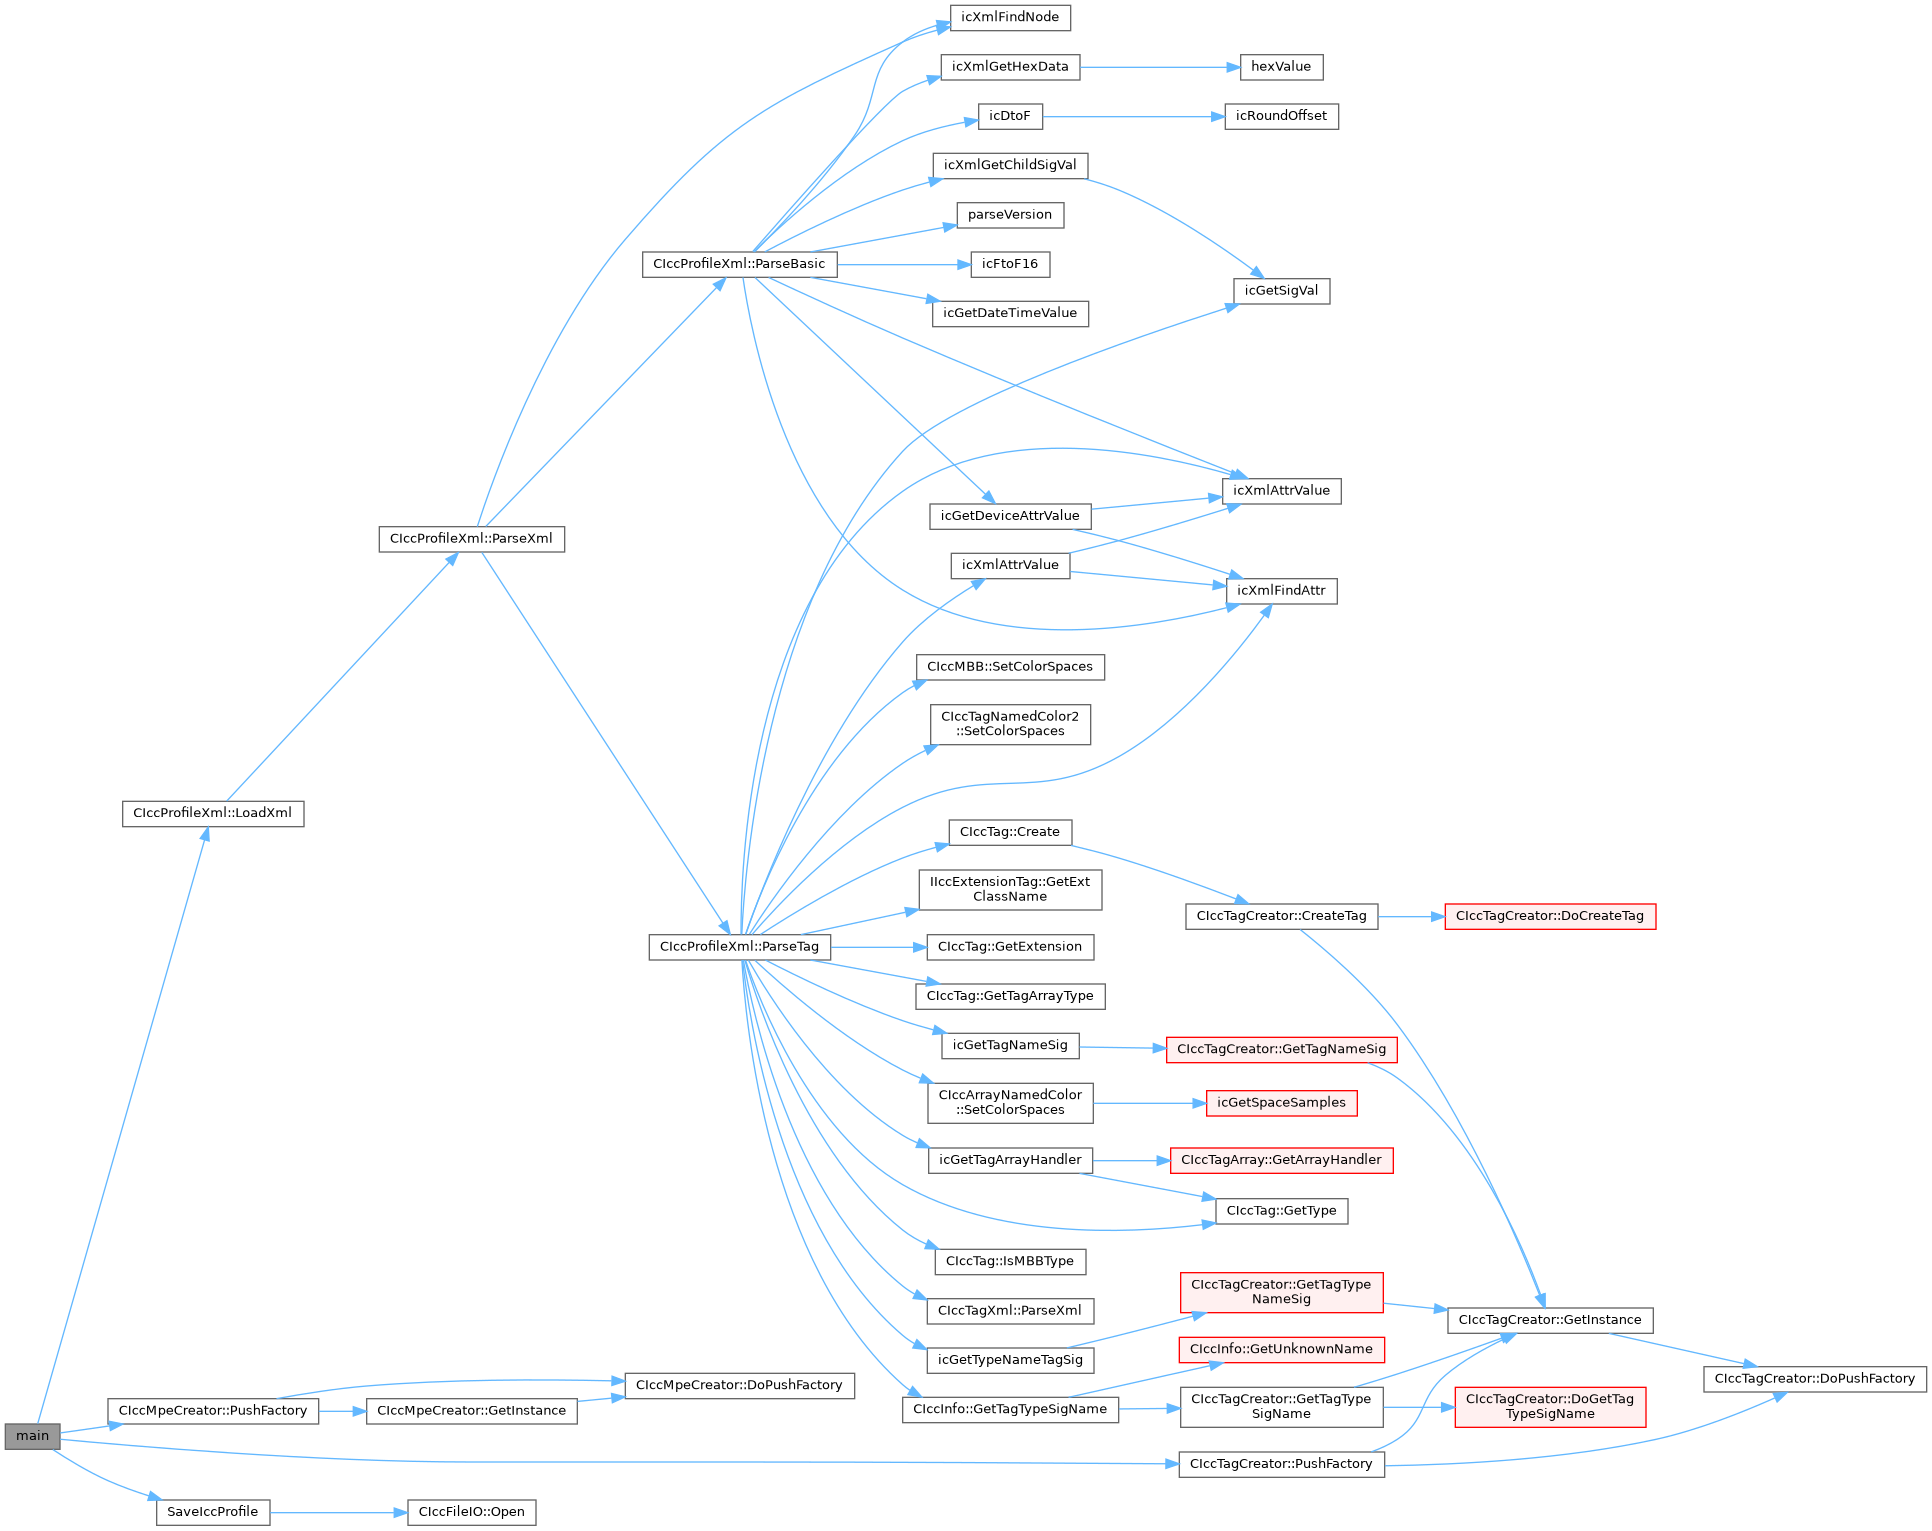 icXmlFindNode
icXmlGetHexData
hexValue
icDtoF
icRoundOffset
icXmlGetChildSigVal
parseVersion
CIccProfileXml::ParseBasic
icFtoF16
icGetSigVal
icGetDateTimeValue
icXmlAttrValue
icGetDeviceAttrValue
CIccProfileXml::ParseXml
icXmlAttrValue
icXmlFindAttr
CIccMBB::SetColorSpaces
CIccTagNamedColor2
::SetColorSpaces
CIccProfileXml::LoadXml
CIccTag::Create
IIccExtensionTag::GetExt
ClassName
CIccTagCreator::CreateTag
CIccTagCreator::DoCreateTag
CIccProfileXml::ParseTag
CIccTag::GetExtension
CIccTag::GetTagArrayType
icGetTagNameSig
CIccTagCreator::GetTagNameSig
CIccArrayNamedColor
::SetColorSpaces
icGetSpaceSamples
icGetTagArrayHandler
CIccTagArray::GetArrayHandler
CIccTag::GetType
CIccTag::IsMBBType
CIccTagCreator::GetTagType
NameSig
CIccTagXml::ParseXml
CIccTagCreator::GetInstance
CIccInfo::GetUnknownName
icGetTypeNameTagSig
CIccTagCreator::DoPushFactory
CIccMpeCreator::DoPushFactory
CIccMpeCreator::PushFactory
CIccMpeCreator::GetInstance
CIccInfo::GetTagTypeSigName
CIccTagCreator::GetTagType
SigName
CIccTagCreator::DoGetTag
TypeSigName
main
CIccTagCreator::PushFactory
SaveIccProfile
CIccFileIO::Open